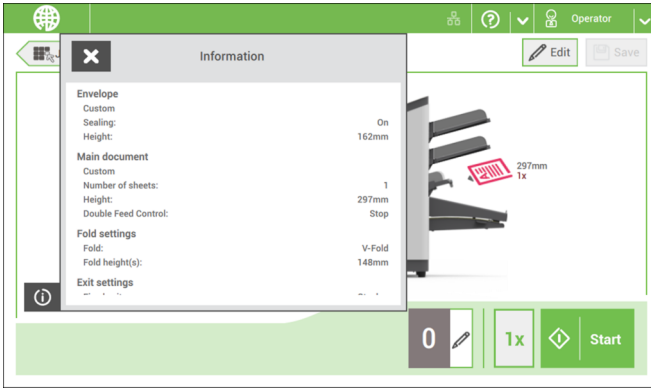 Operator
Information
Edit
Save
Envelope
Custom
Sealing: On
Height: 162mm
Main document
Custom
Number of sheets: 1
Height: 297mm
Double Feed Control: Stop
Fold settings
Fold: V-Fold
Fold height(s): 148mm
Exit settings
297mm
1x
0
1x
Start